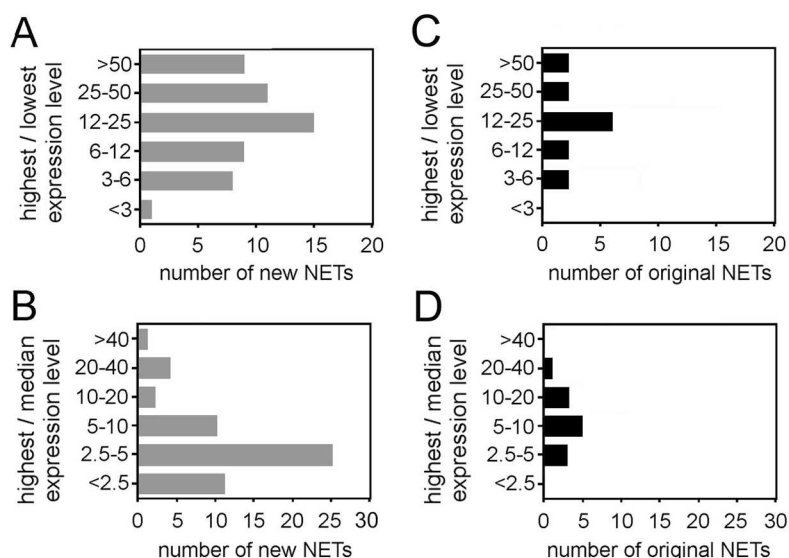 A
highest / lowest
expression level
>50
25-50
12-25
6-12
3-6
<3
0 5 10 15 20
number of new NETs
C
highest / lowest
expression level
>50
25-50
12-25
6-12
3-6
<3
0 5 10 15 20
number of original NETs
B
highest / median
expression level
>40
20-40
10-20
5-10
2.5-5
<2.5
0 5 10 15 20 25 30
number of new NETs
D
highest / median
expression level
>40
20-40
10-20
5-10
2.5-5
<2.5
0 5 10 15 20 25 30
number of original NETs